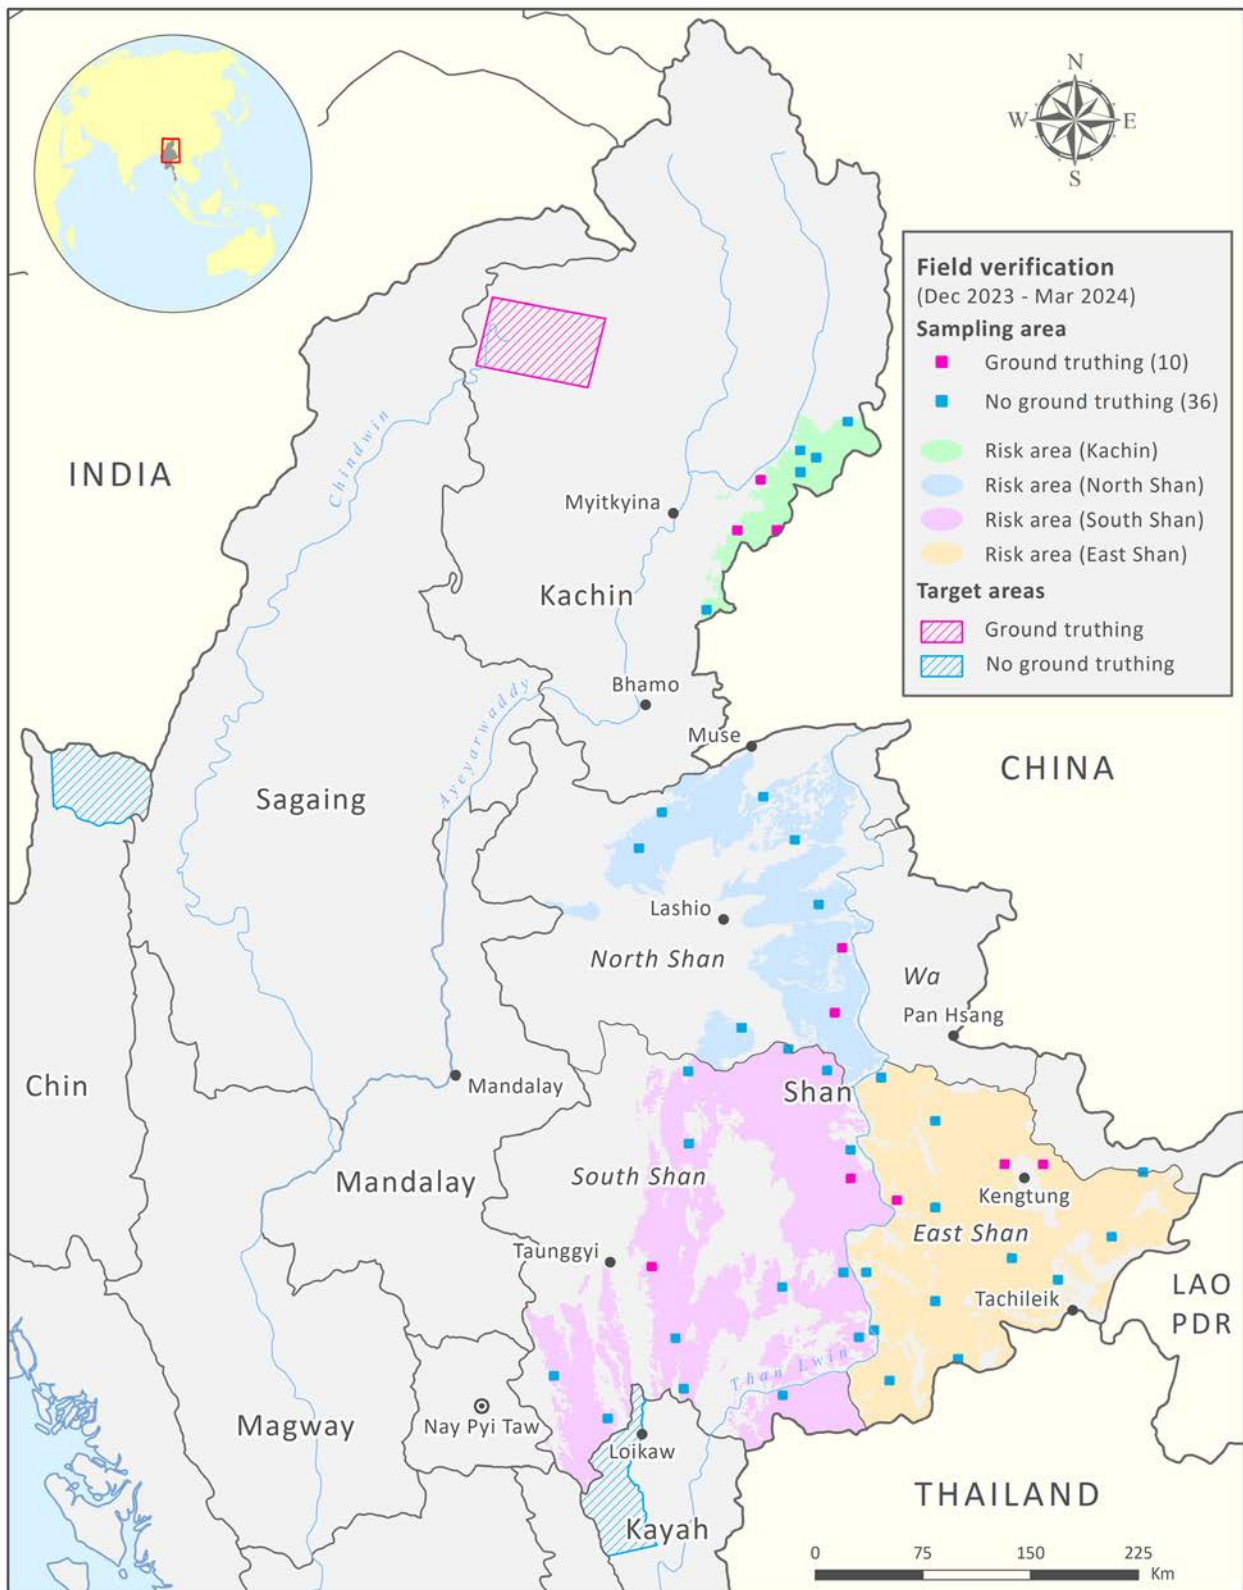 N
W
E
S
Field verification
(Dec 2023 - Mar 2024)
Sampling area
Ground truthing (10)
No ground truthing (36)
Risk area (Kachin)
Risk area (North Shan)
Risk area (South Shan)
Risk area (East Shan)
Target areas
Ground truthing
No ground truthing
INDIA
Chindwin
Myitkyina
Kachin
Bhamo
Ayeyarwaddy
Muse
CHINA
Sagaing
Lashio
North Shan
Wa
Pan Hsang
Chin
Mandalay
Shan
Mandalay
South Shan
Kengtung
East Shan
Taunggyi
Tachileik
LAO
PDR
Than Lwin
Magway
Nay Pyi Taw
Loikaw
THAILAND
Kayah
0 75 150 225
Km